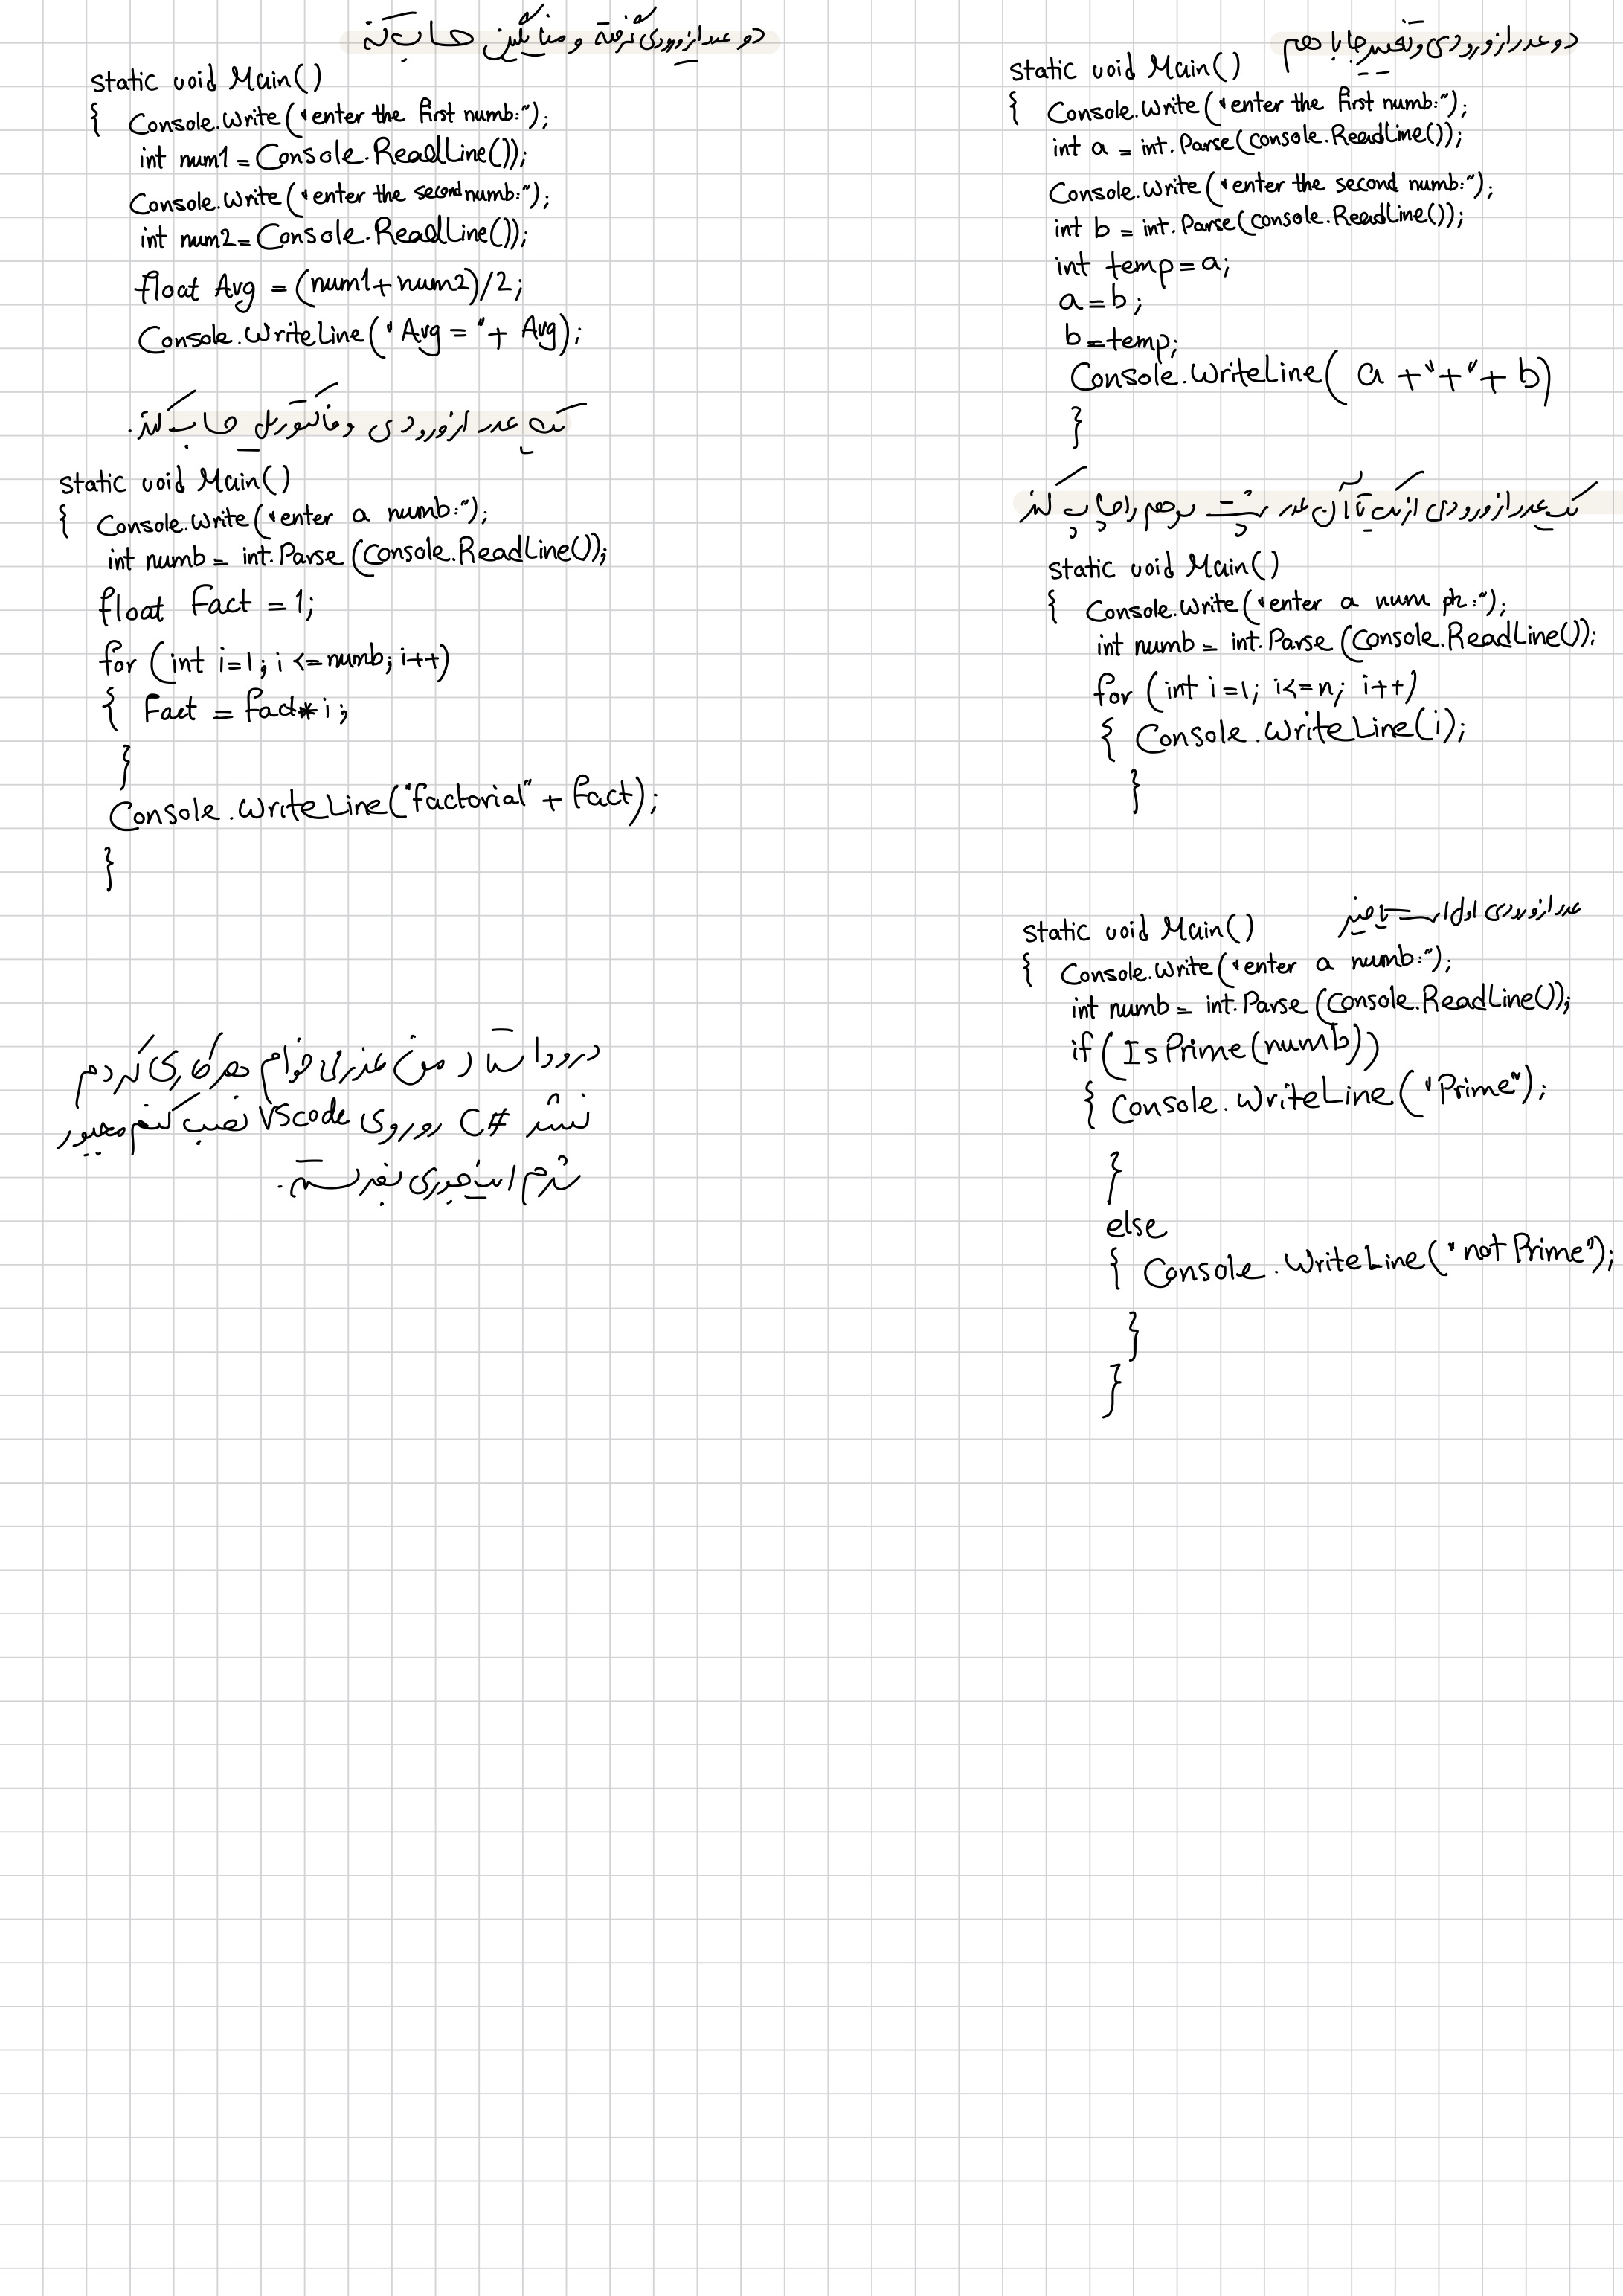 دو عدد از ورودی گرفته و میانگین حساب کنه
static void Main()
{ Console.Write("enter the first numb:");
int num1 = Console.ReadLine());
Console.Write("enter the second numb:");
int num2 = Console.ReadLine());
float Avg = (num1+num2)/2;
Console.WriteLine("Avg = "+ Avg);
یک عدد از ورودی و فاکتوریل حساب کند.
static void Main()
{ Console.Write("enter a numb:");
int numb = int.Parse (Console.ReadLine());
float Fact = 1;
for (int i=1; i <=numb; i++)
{ Fact = fact*i;
}
Console.WriteLine("factorial" + fact);
}
درود استاد من عذر می خوام هر کاری کردم
نشد C# رو روی VScode نصب کنم مجبور
شدم اینجوری بفرستم.
دو عدد از ورودی و تغییر جا با هم
static void Main()
{ Console.Write("enter the first numb:");
int a = int.Parse(console.ReadLine());
Console.Write("enter the second numb:");
int b = int.Parse(console.ReadLine());
int temp = a;
a = b;
b = temp;
Console.WriteLine( a +"+"+ b)
}
یک عدد از ورودی از یک تا آن عدد پشت سر هم را چاپ کند
static void Main()
{ Console.Write("enter a num ph:");
int numb = int.Parse (Console.ReadLine());
for (int i=1; i<=n; i++)
{ Console.WriteLine(i);
}
عدد از ورودی اول است یا خیر
static void Main()
{ Console.Write("enter a numb:");
int numb = int.Parse (Console.ReadLine());
if (IsPrime(numb))
{ Console.WriteLine("Prime");
}
else
{ Console.WriteLine("not Prime");
}
}